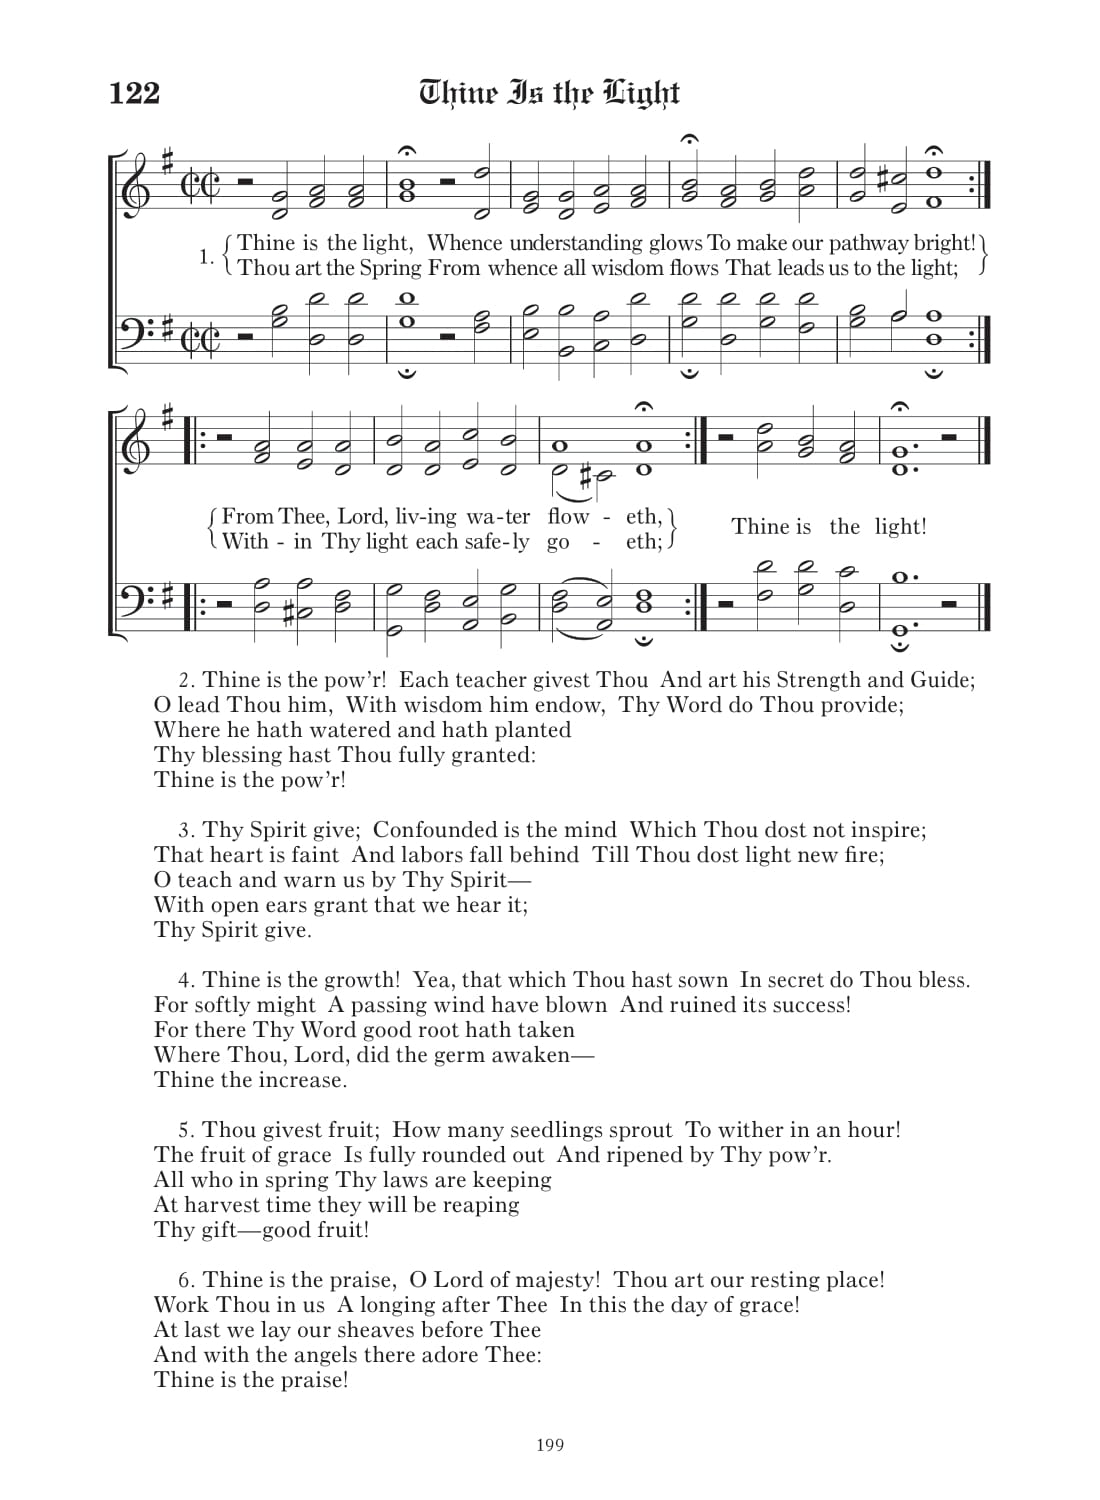 122
Thine Is the Light
1. Thine is the light, Whence understanding glows To make our pathway bright!
Thou art the Spring From whence all wisdom flows That leads us to the light;
From Thee, Lord, liv-ing wa-ter flow - eth,
With - in Thy light each safe-ly go - eth;
Thine is the light!
2. Thine is the pow’r! Each teacher givest Thou And art his Strength and Guide;
O lead Thou him, With wisdom him endow, Thy Word do Thou provide;
Where he hath watered and hath planted
Thy blessing hast Thou fully granted:
Thine is the pow’r!
3. Thy Spirit give; Confounded is the mind Which Thou dost not inspire;
That heart is faint And labors fall behind Till Thou dost light new fire;
O teach and warn us by Thy Spirit—
With open ears grant that we hear it;
Thy Spirit give.
4. Thine is the growth! Yea, that which Thou hast sown In secret do Thou bless.
For softly might A passing wind have blown And ruined its success!
For there Thy Word good root hath taken
Where Thou, Lord, did the germ awaken—
Thine the increase.
5. Thou givest fruit; How many seedlings sprout To wither in an hour!
The fruit of grace Is fully rounded out And ripened by Thy pow’r.
All who in spring Thy laws are keeping
At harvest time they will be reaping
Thy gift—good fruit!
6. Thine is the praise, O Lord of majesty! Thou art our resting place!
Work Thou in us A longing after Thee In this the day of grace!
At last we lay our sheaves before Thee
And with the angels there adore Thee:
Thine is the praise!
199